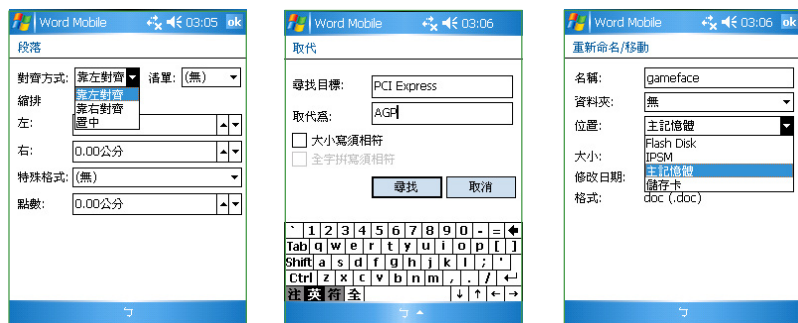 Word Mobile 03:05 ok
段落
對齊方式: 靠左對齊 清單: (無)
靠左對齊
縮排
靠右對齊
置中
左:
右: 0.00公分
特殊格式: (無)
點數: 0.00公分
Word Mobile 03:06
取代
尋找目標: PCI Express
取代為: AGP
大小寫須相符
全字拼寫須相符
尋找 取消
` 1 2 3 4 5 6 7 8 9 0 - =
Tab q w e r t y u i o p [ ]
Shift a s d f g h j k l ; '
Ctrl z x c v b n m , . /
注 英 符 全
Word Mobile 03:06 ok
重新命名/移動
名稱: gameface
資料夾: 無
位置: 主記憶體
Flash Disk
大小: IPSM
修改日期: 主記憶體
儲存卡
格式: doc (.doc)